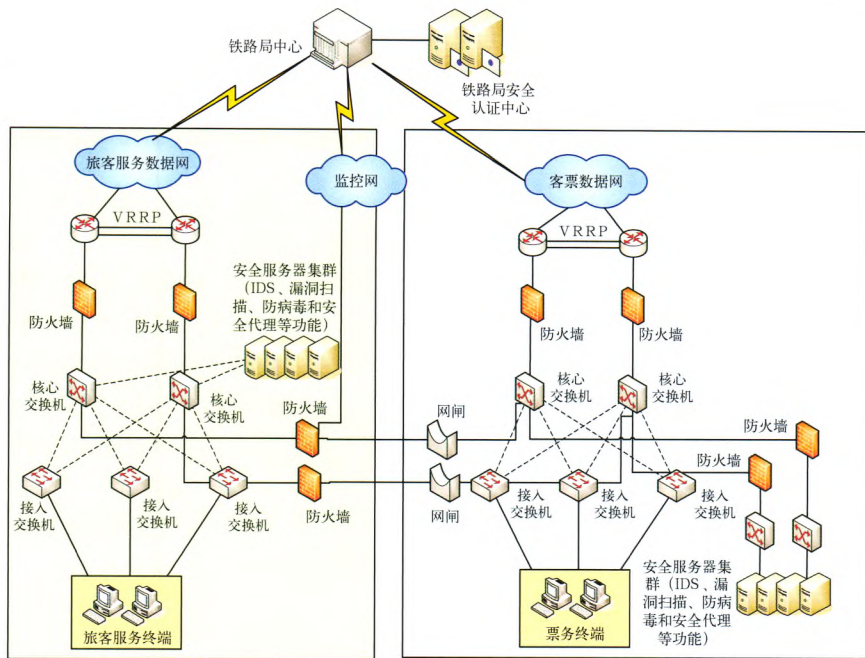 铁路局中心
铁路局安全
认证中心
旅客服务数据网
监控网
客票数据网
VRRP
VRRP
安全服务器集群
(IDS、漏洞扫
描、防病毒和安
全代理等功能)
防火墙
防火墙
防火墙
防火墙
核心
交换机
核心
交换机
防火墙
网闸
核心
交换机
核心
交换机
防火墙
防火墙
接入
交换机
接入
交换机
接入
交换机
防火墙
网闸
接入
交换机
接入
交换机
接入
交换机
安全服务器集
群(IDS、漏
洞扫描、防病
毒和安全代理
等功能)
旅客服务终端
票务终端